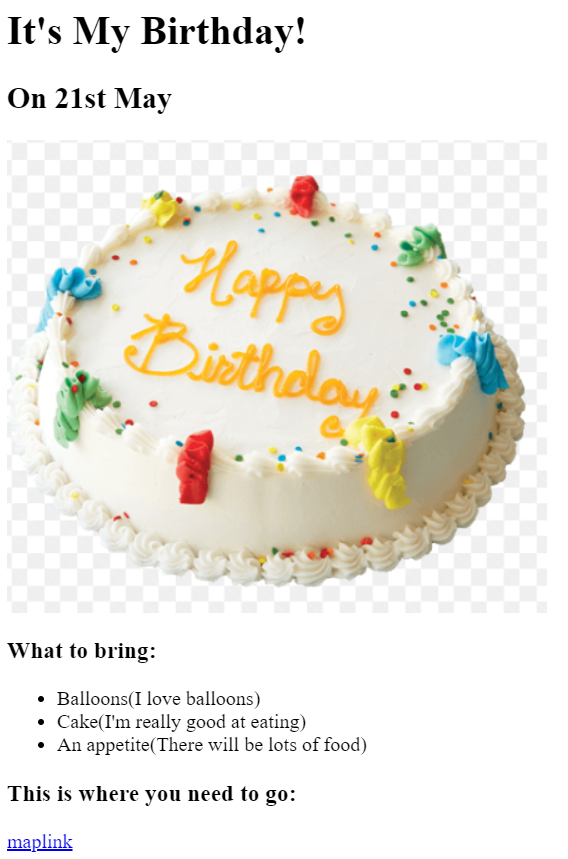 It's My Birthday!
On 21st May
Happy
Birthday
What to bring:
Balloons(I love balloons)
Cake(I'm really good at eating)
An appetite(There will be lots of food)
This is where you need to go:
maplink